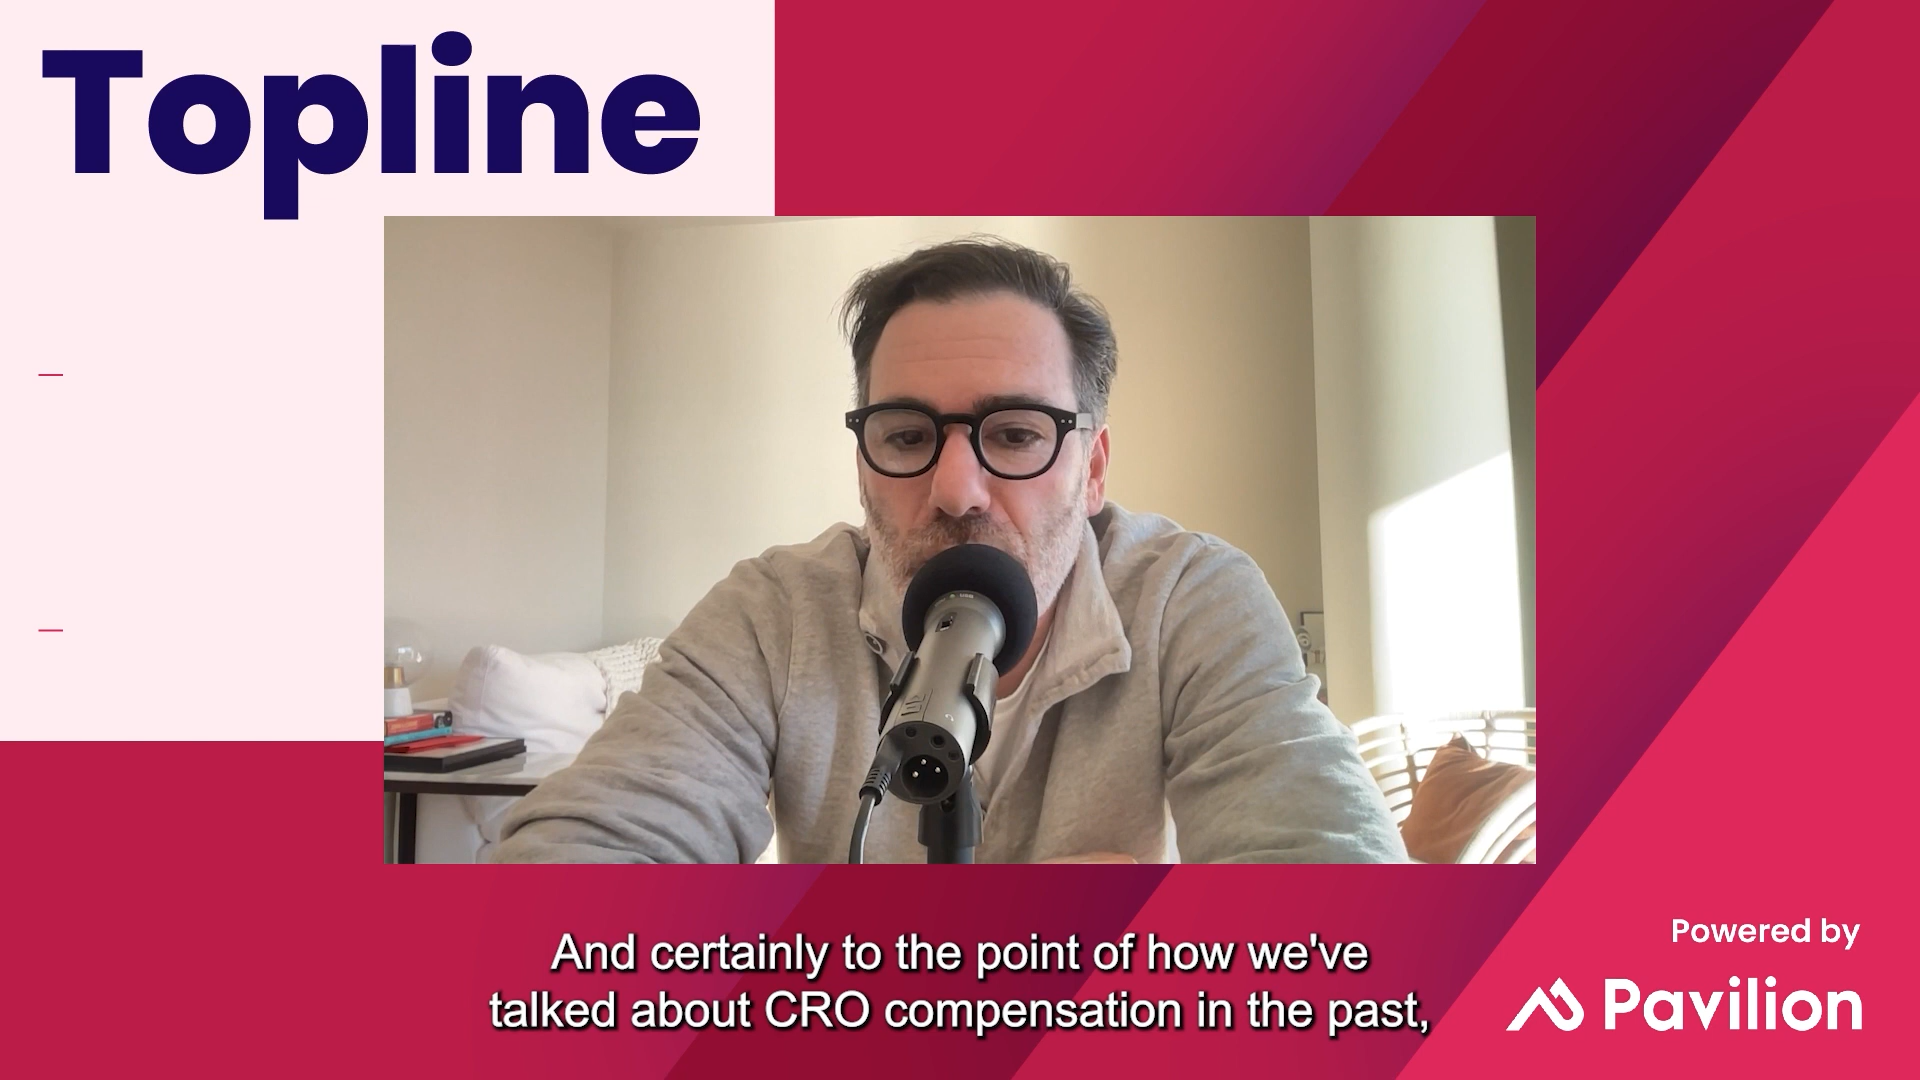 Topline
And certainly to the point of how we've
talked about CRO compensation in the past,
Powered by
Pavilion